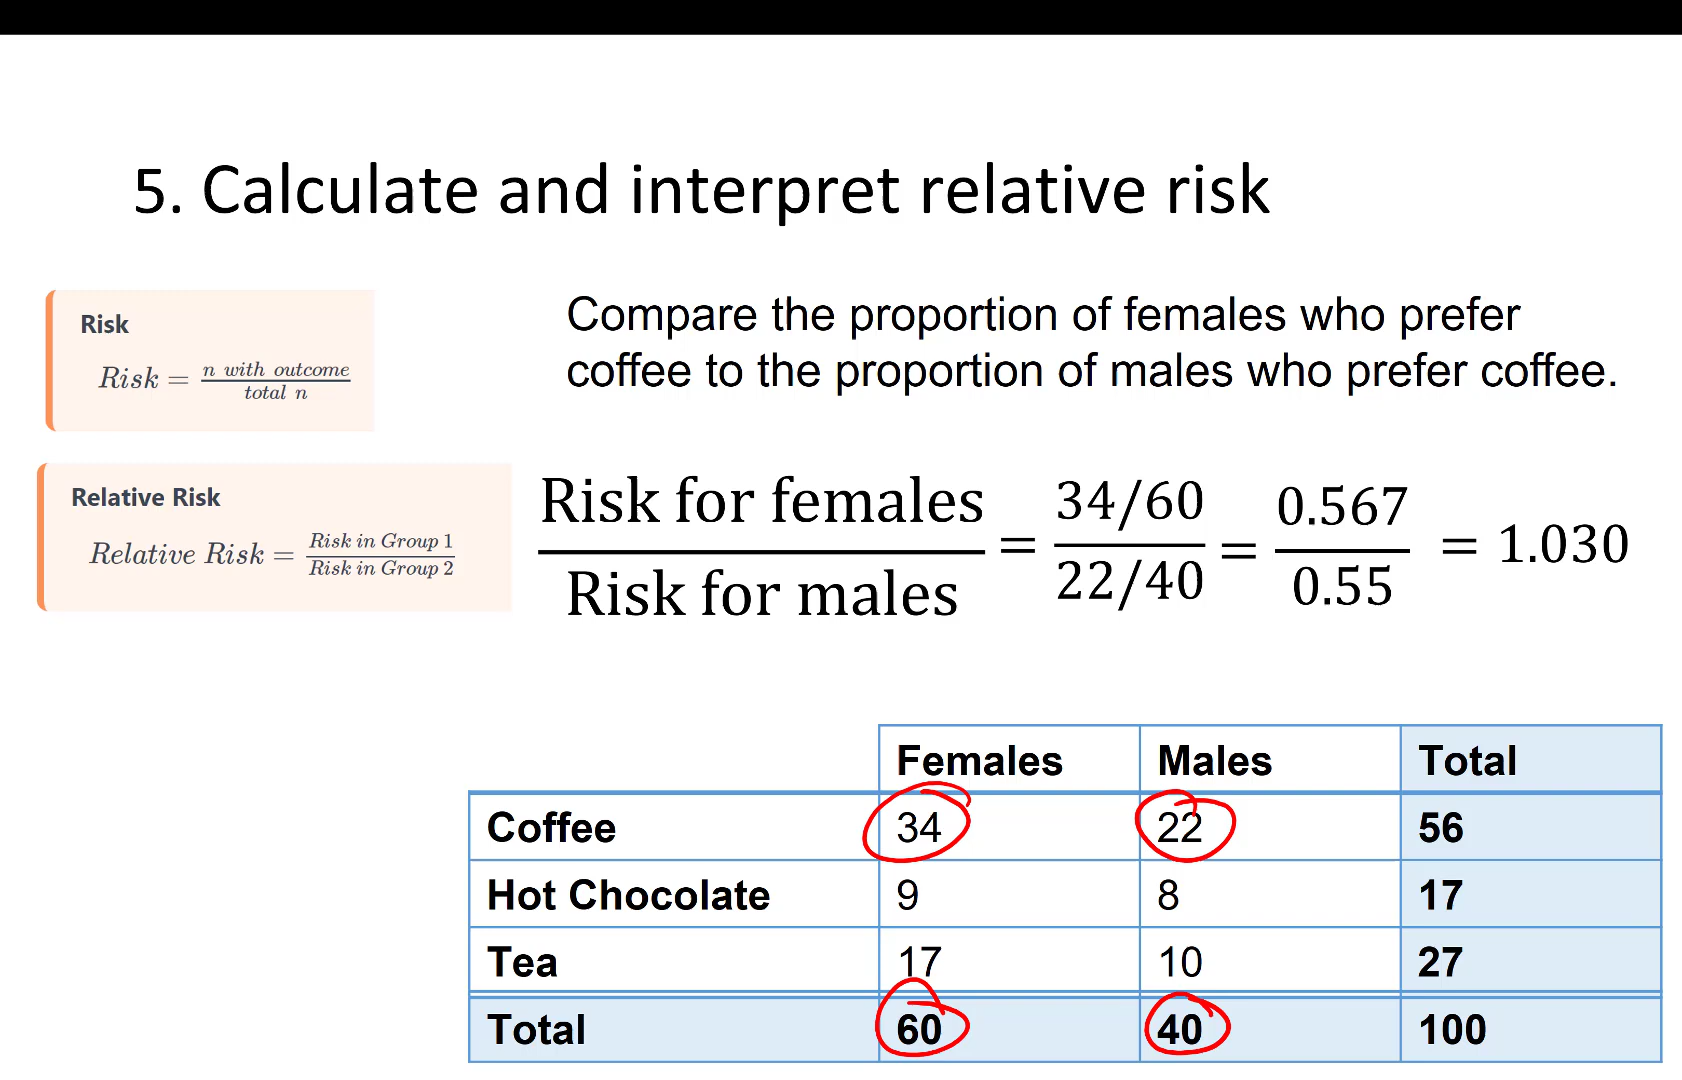 5. Calculate and interpret relative risk
Risk
Risk = n with outcome / total n
Compare the proportion of females who prefer
coffee to the proportion of males who prefer coffee.
Relative Risk
Relative Risk = Risk in Group 1 / Risk in Group 2
Risk for females / Risk for males = 34/60 / 22/40 = 0.567 / 0.55 = 1.030
Females Males Total
Coffee 34 22 56
Hot Chocolate 9 8 17
Tea 17 10 27
Total 60 40 100